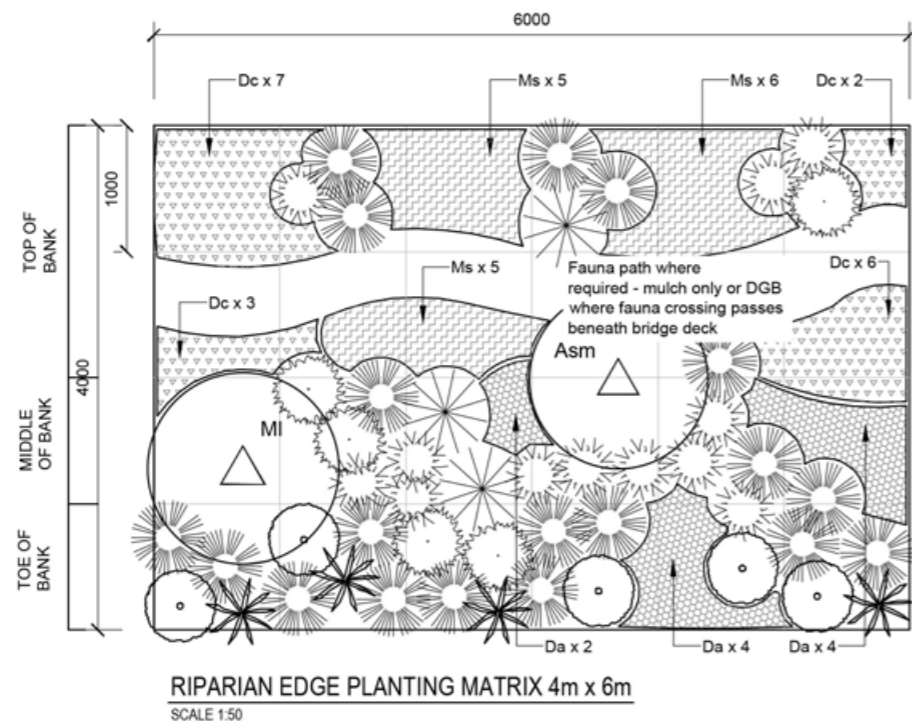 6000
Dc x 7
Ms x 5
Ms x 6
Dc x 2
1000
TOP OF
BANK
Fauna path where
required - mulch only or DGB
where fauna crossing passes
beneath bridge deck
Dc x 6
Ms x 5
Dc x 3
Asm
4000
MIDDLE
OF BANK
Ml
TOE OF
BANK
Da x 2
Da x 4
Da x 4
RIPARIAN EDGE PLANTING MATRIX 4m x 6m
SCALE 1:50